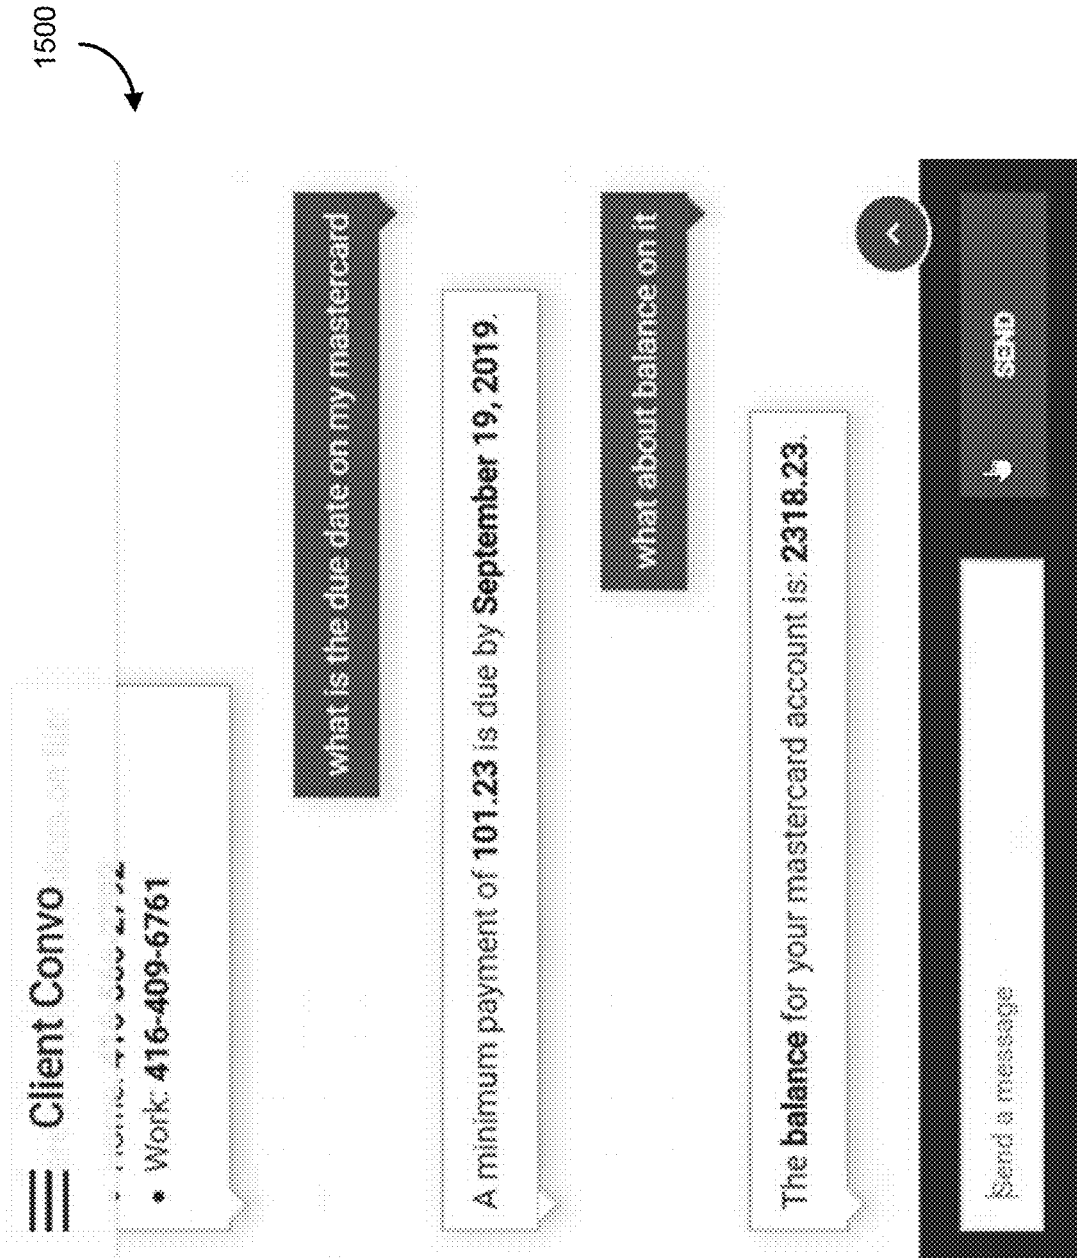 1500
Client Convo
• Work: 416-409-6761
what is the due date on my mastercard
A minimum payment of 101.23 is due by September 19, 2019.
what about balance on it
The balance for your mastercard account is: 2318.23.
Send a message
SEND